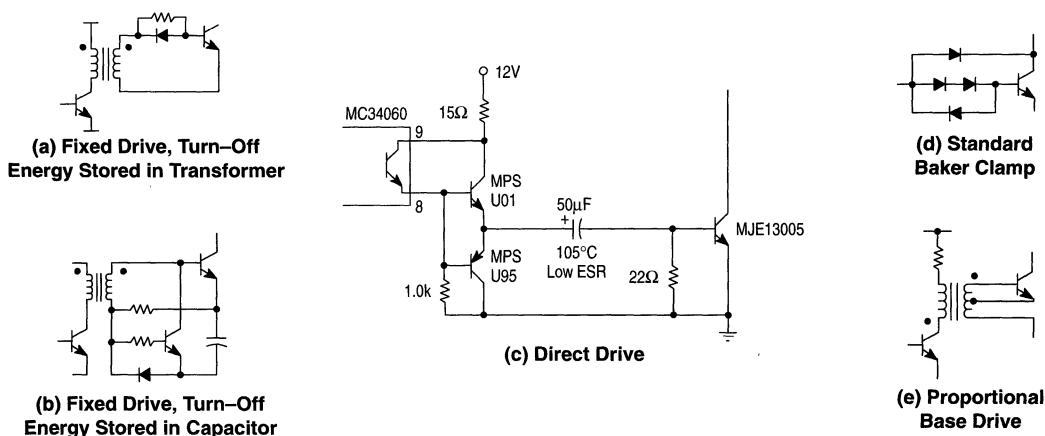 (a) Fixed Drive, Turn–Off
Energy Stored in Transformer
(b) Fixed Drive, Turn–Off
Energy Stored in Capacitor
12V
15Ω
MC34060
9
8
MPS
U01
MPS
U95
1.0k
50μF
+
105°C
Low ESR
22Ω
MJE13005
(c) Direct Drive
(d) Standard
Baker Clamp
(e) Proportional
Base Drive